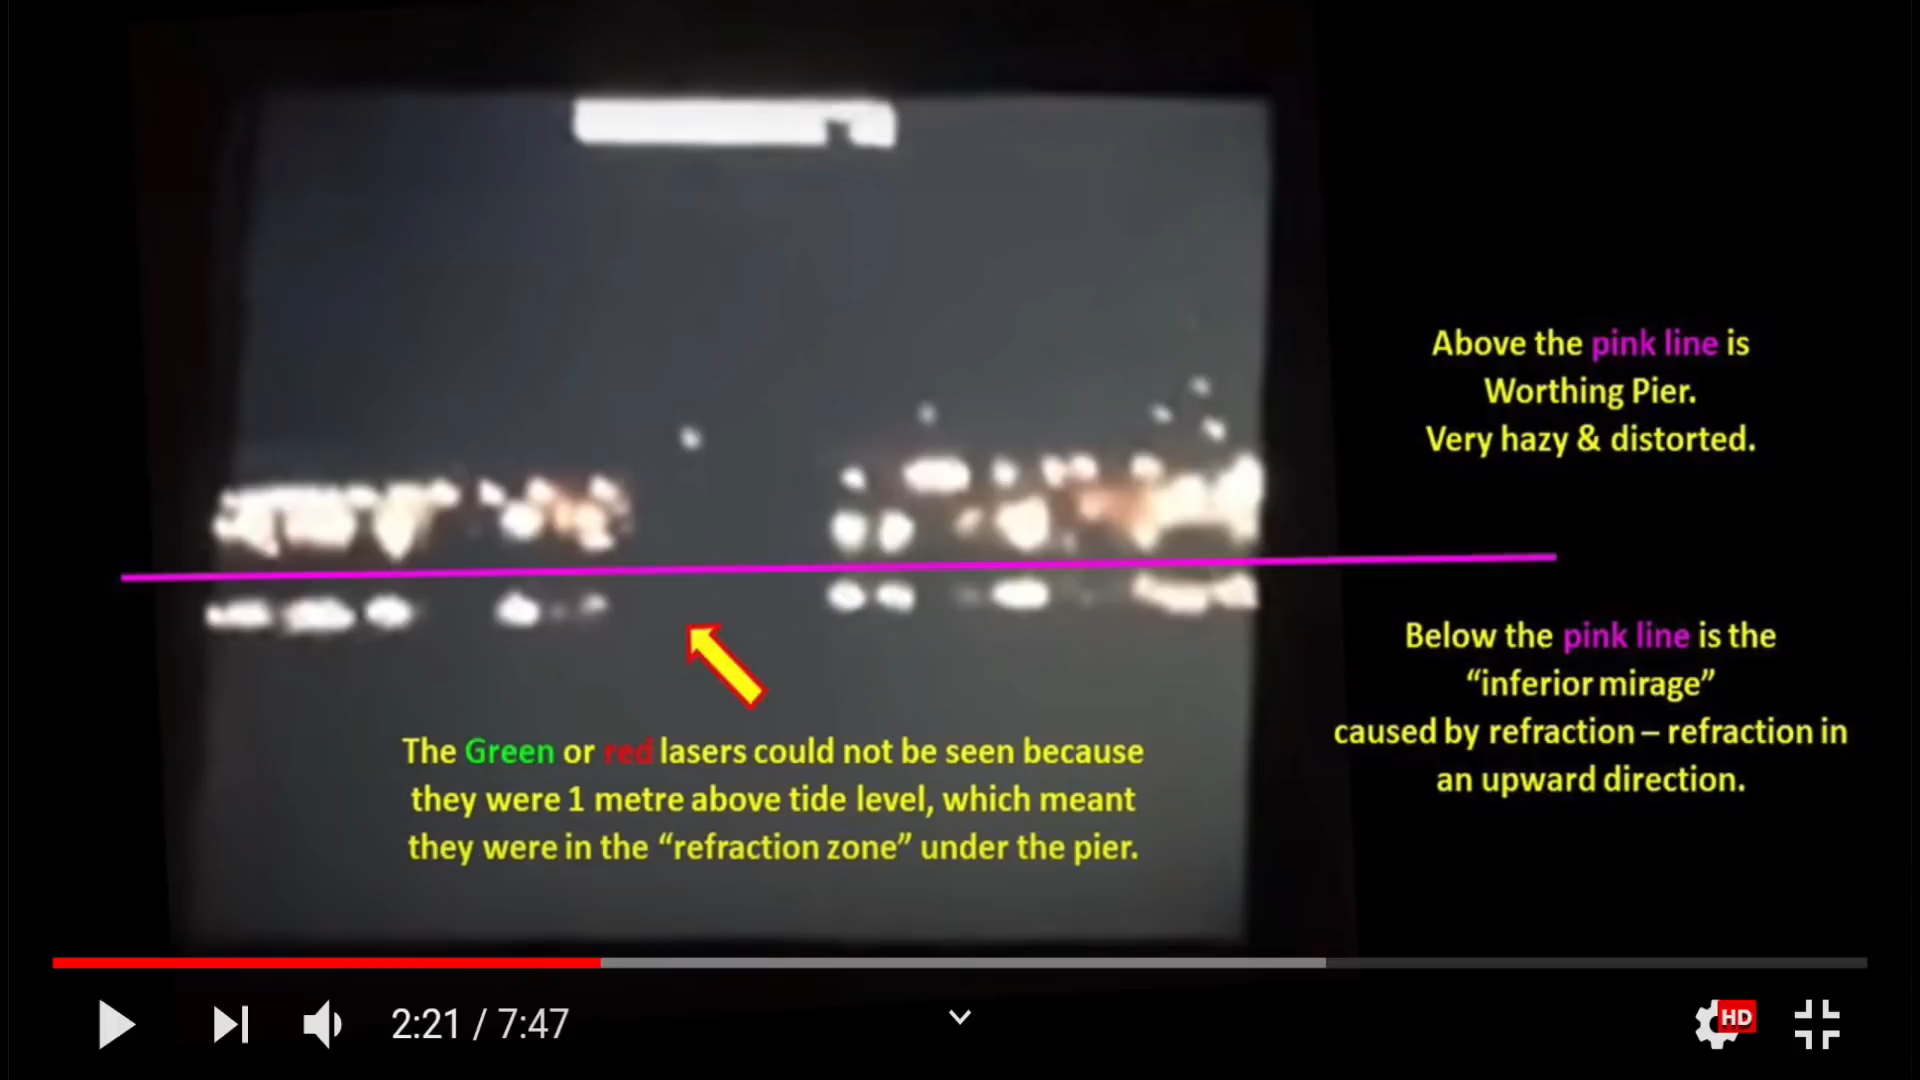 Above the pink line is
Worthing Pier.
Very hazy & distorted.
Below the pink line is the
“inferior mirage”
caused by refraction – refraction in
an upward direction.
The Green or red lasers could not be seen because
they were 1 metre above tide level, which meant
they were in the “refraction zone” under the pier.
2:21 / 7:47
HD